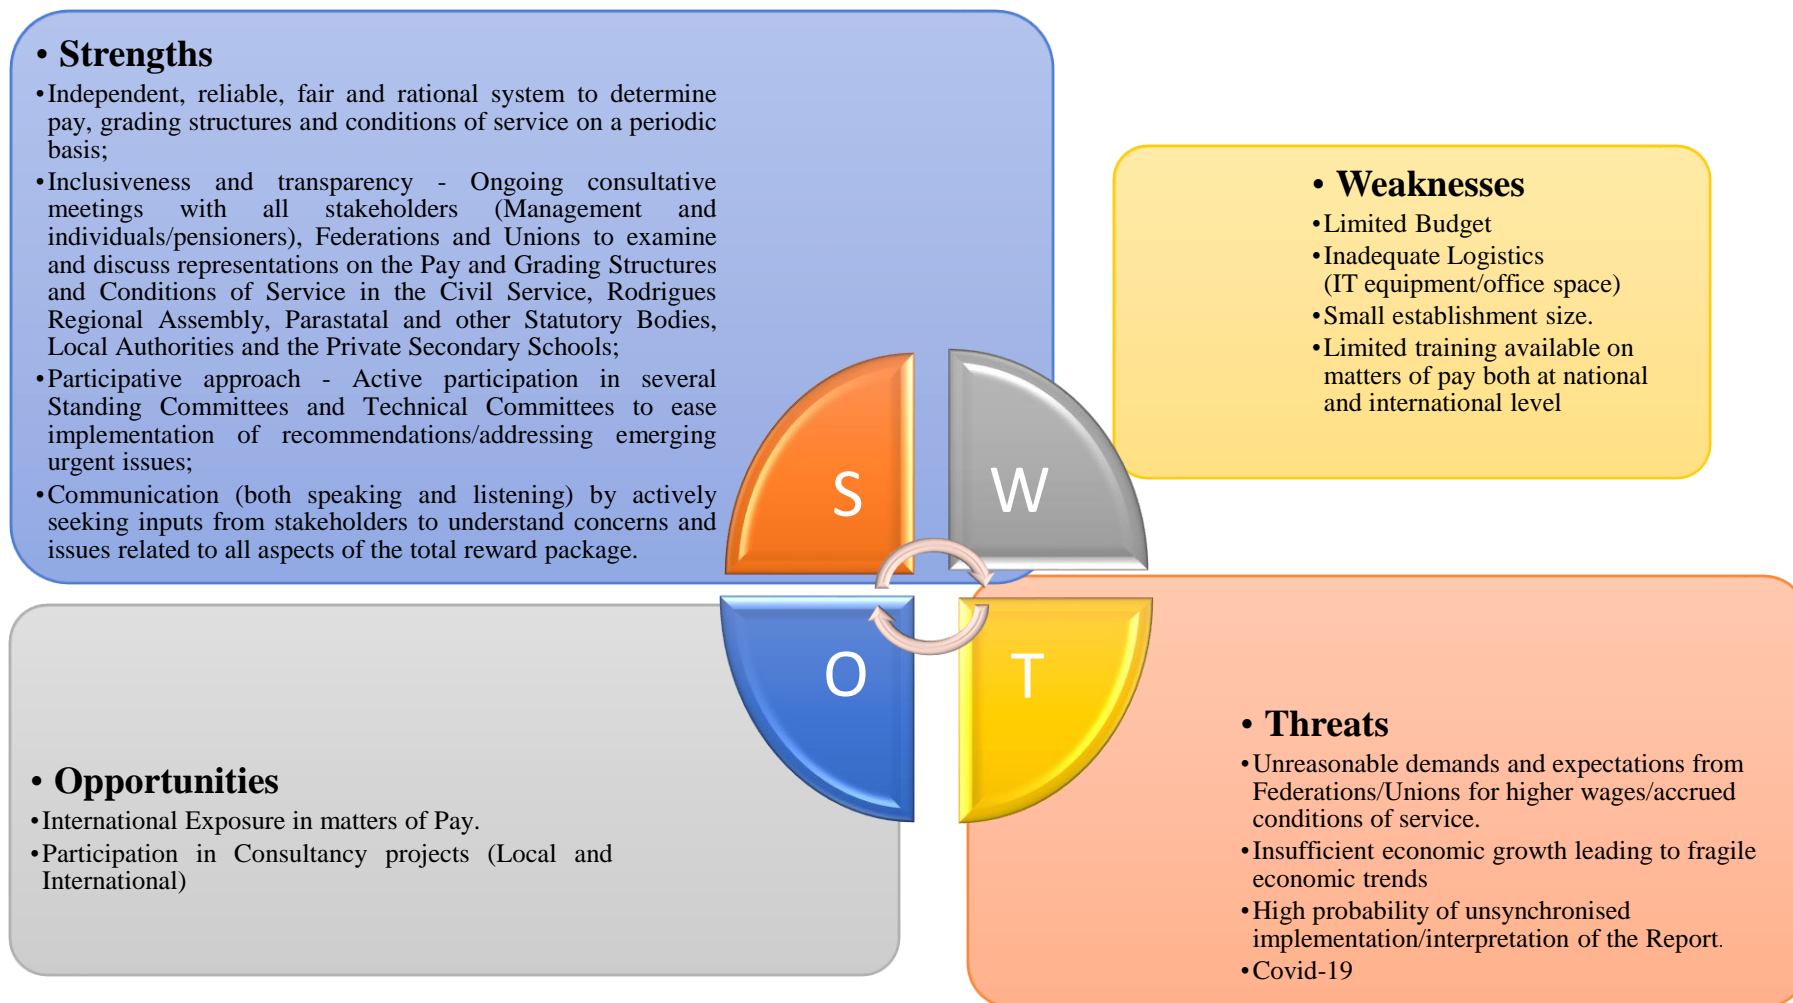 • Strengths
•Independent, reliable, fair and rational system to determine
pay, grading structures and conditions of service on a periodic
basis;
•Inclusiveness and transparency - Ongoing consultative
meetings with all stakeholders (Management and
individuals/pensioners), Federations and Unions to examine
and discuss representations on the Pay and Grading Structures
and Conditions of Service in the Civil Service, Rodrigues
Regional Assembly, Parastatal and other Statutory Bodies,
Local Authorities and the Private Secondary Schools;
•Participative approach - Active participation in several
Standing Committees and Technical Committees to ease
implementation of recommendations/addressing emerging
urgent issues;
•Communication (both speaking and listening) by actively
seeking inputs from stakeholders to understand concerns and
issues related to all aspects of the total reward package.
• Weaknesses
•Limited Budget
•Inadequate Logistics
(IT equipment/office space)
•Small establishment size.
•Limited training available on
matters of pay both at national
and international level
S
W
O
T
• Opportunities
•International Exposure in matters of Pay.
•Participation in Consultancy projects (Local and
International)
• Threats
•Unreasonable demands and expectations from
Federations/Unions for higher wages/accrued
conditions of service.
•Insufficient economic growth leading to fragile
economic trends
•High probability of unsynchronised
implementation/interpretation of the Report.
•Covid-19